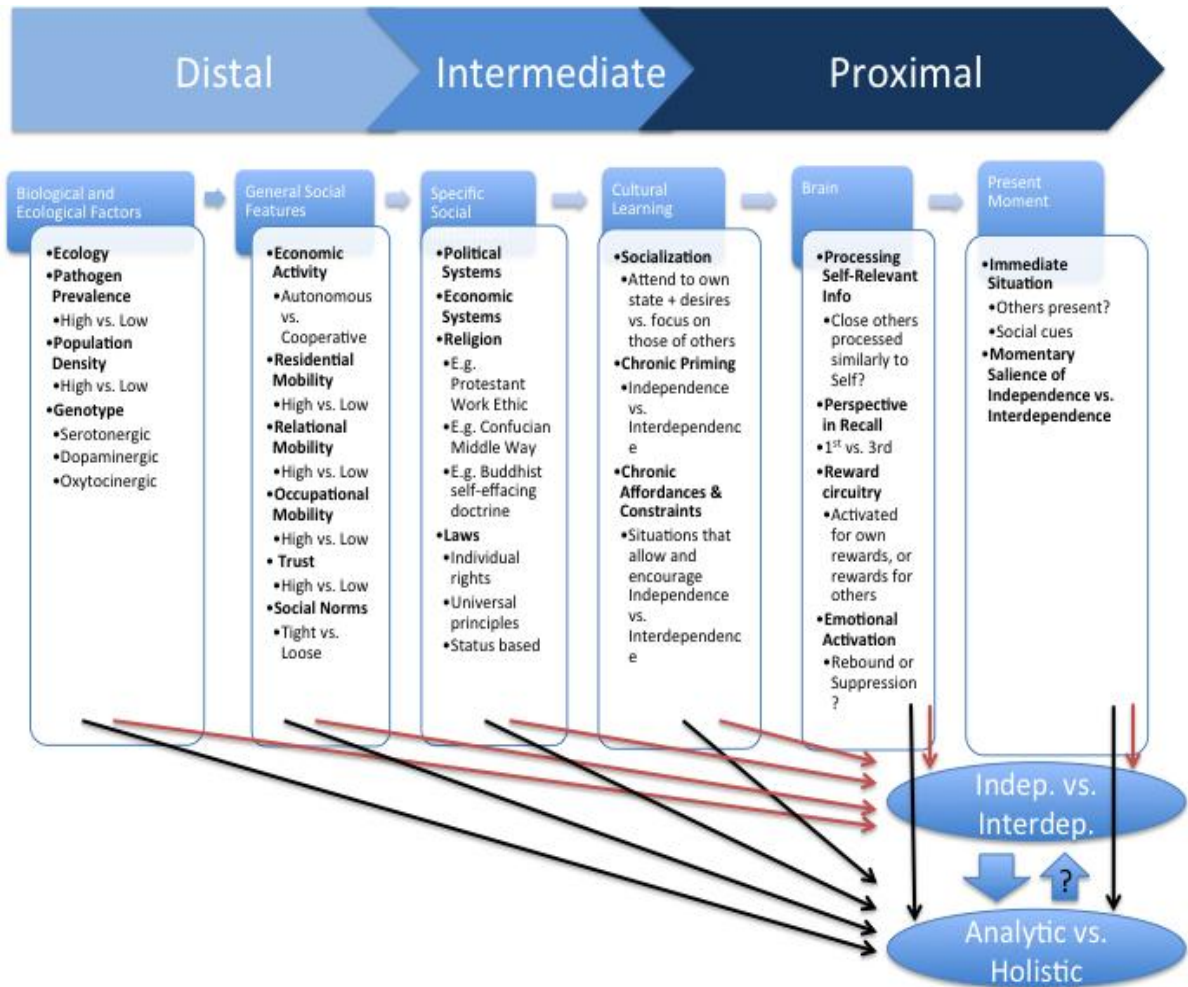 Distal
Intermediate
Proximal
Biological and
Ecological Factors
•Ecology
•Pathogen
Prevalence
•High vs. Low
•Population
Density
•High vs. Low
•Genotype
•Serotonergic
•Dopaminergic
•Oxytocinergic
General Social
Features
•Economic
Activity
•Autonomous
vs.
Cooperative
•Residential
Mobility
•High vs. Low
•Relational
Mobility
•High vs. Low
•Occupational
Mobility
•High vs. Low
• Trust
•High vs. Low
•Social Norms
•Tight vs.
Loose
Specific
Social
•Political
Systems
•Economic
Systems
•Religion
•E.g.
Protestant
Work Ethic
•E.g. Confucian
Middle Way
•E.g. Buddhist
self-effacing
doctrine
•Laws
•Individual
rights
•Universal
principles
•Status based
Cultural
Learning
•Socialization
•Attend to own
state + desires
vs. focus on
those of others
•Chronic Priming
•Independence
vs.
Interdependenc
e
•Chronic
Affordances &
Constraints
•Situations that
allow and
encourage
Independence
vs.
Interdependenc
e
Brain
•Processing
Self-Relevant
Info
•Close others
processed
similarly to
Self?
•Perspective
in Recall
•1st vs. 3rd
•Reward
circuitry
•Activated
for own
rewards, or
rewards for
others
•Emotional
Activation
•Rebound or
Suppression
?
Present
Moment
•Immediate
Situation
•Others present?
•Social cues
•Momentary
Salience of
Independence vs.
Interdependence
Indep. vs.
Interdep.
?
Analytic vs.
Holistic